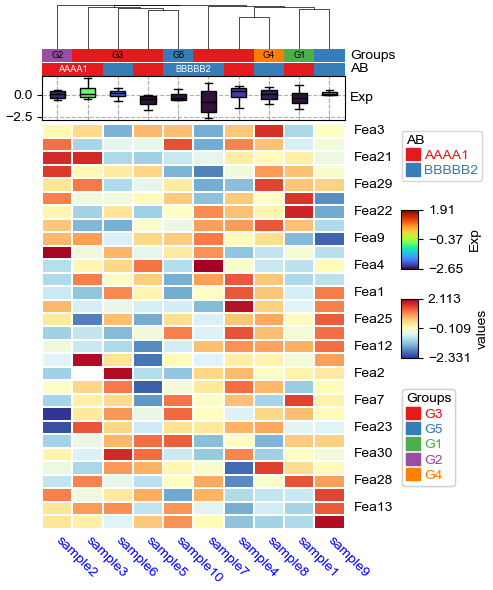 G2 G3 G5 G4 G1 Groups
AAAA1 BBBBB2 AB
0.0
−2.5
Exp
Fea3
Fea21
Fea29
Fea22
Fea9
Fea4
Fea1
Fea25
Fea12
Fea2
Fea7
Fea23
Fea30
Fea28
Fea13
sample2
sample3
sample6
sample5
sample10
sample7
sample4
sample8
sample1
sample9
AB
AAAA1
BBBBB2
1.91
−0.37
−2.65
Exp
2.113
−0.109
−2.331
values
Groups
G3
G5
G1
G2
G4